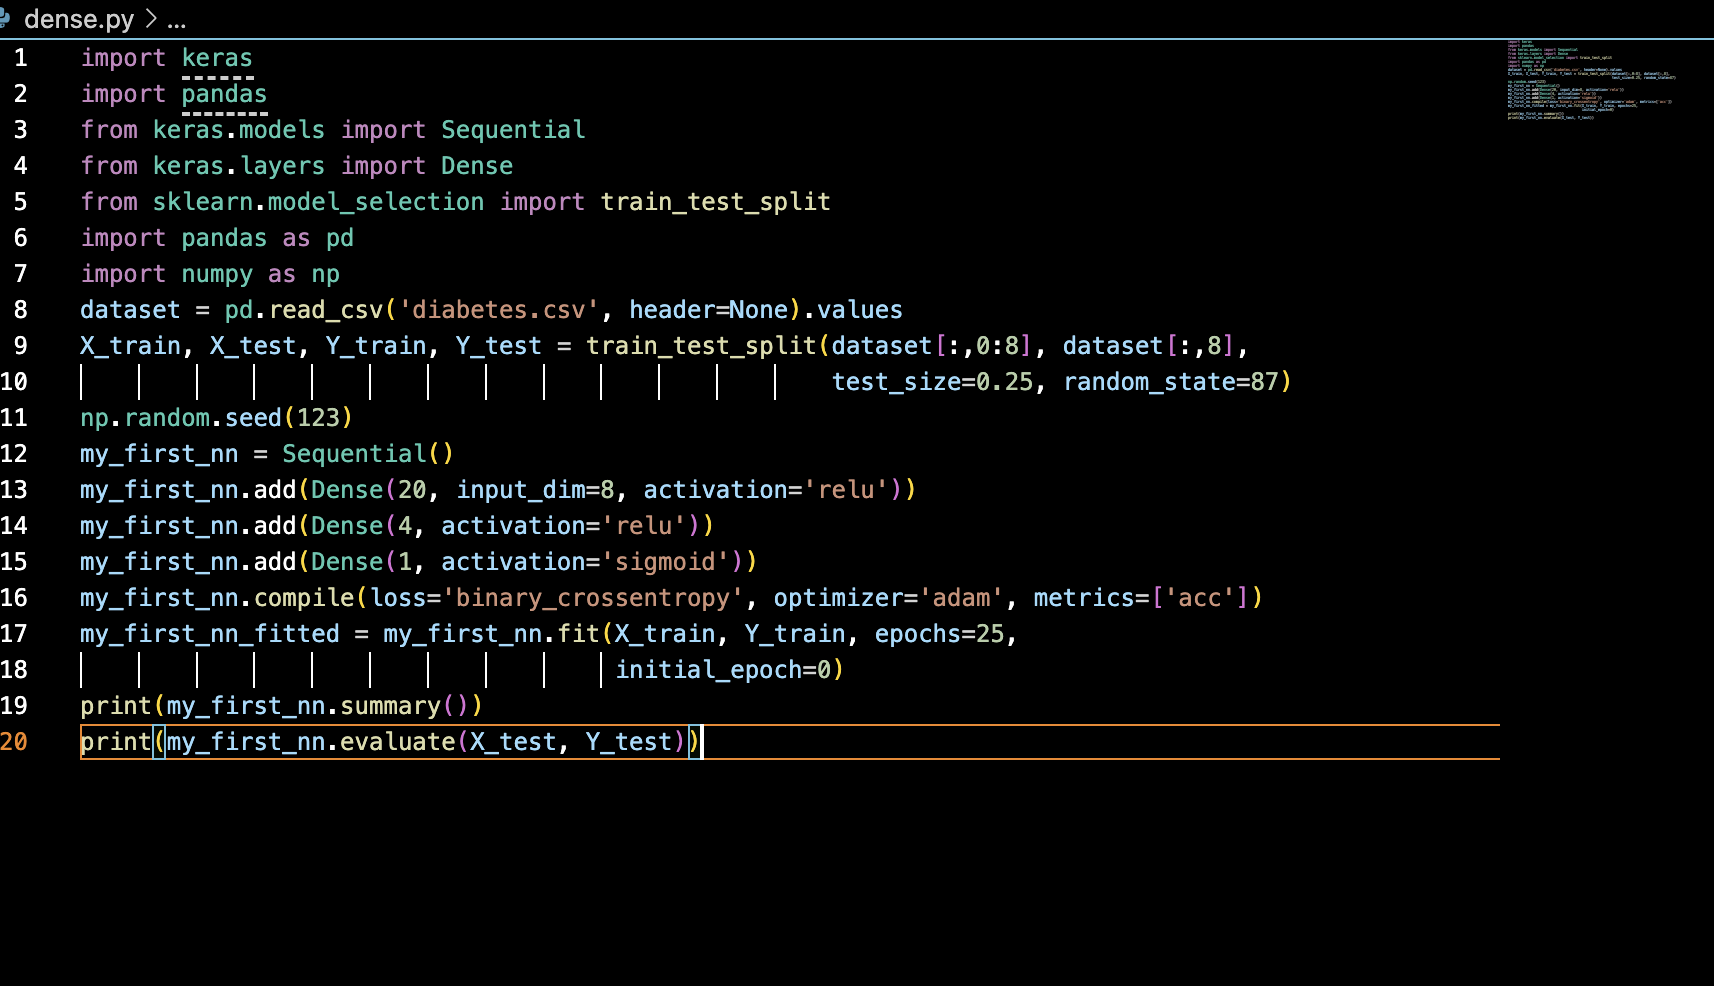 dense.py > ...
1 import keras
2 import pandas
3 from keras.models import Sequential
4 from keras.layers import Dense
5 from sklearn.model_selection import train_test_split
6 import pandas as pd
7 import numpy as np
8 dataset = pd.read_csv('diabetes.csv', header=None).values
9 X_train, X_test, Y_train, Y_test = train_test_split(dataset[:,0:8], dataset[:,8],
10 test_size=0.25, random_state=87)
11 np.random.seed(123)
12 my_first_nn = Sequential()
13 my_first_nn.add(Dense(20, input_dim=8, activation='relu'))
14 my_first_nn.add(Dense(4, activation='relu'))
15 my_first_nn.add(Dense(1, activation='sigmoid'))
16 my_first_nn.compile(loss='binary_crossentropy', optimizer='adam', metrics=['acc'])
17 my_first_nn_fitted = my_first_nn.fit(X_train, Y_train, epochs=25,
18 initial_epoch=0)
19 print(my_first_nn.summary())
20 print(my_first_nn.evaluate(X_test, Y_test))